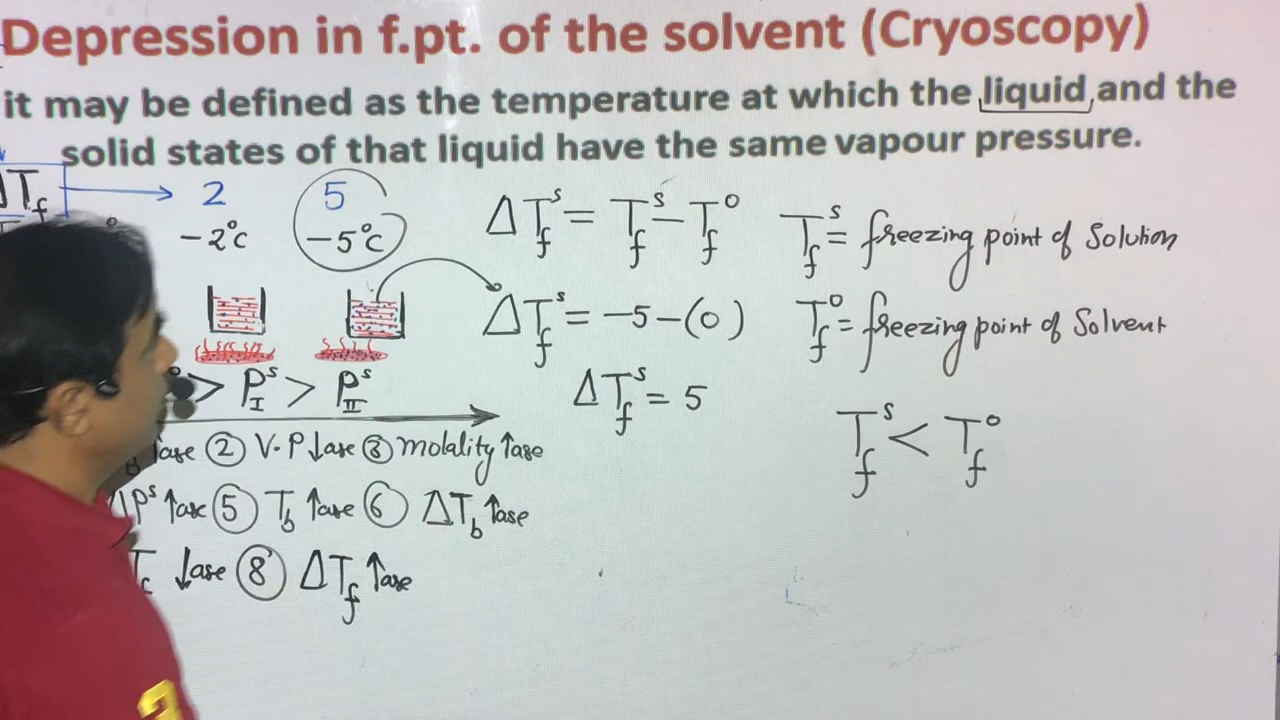 Depression in f.pt. of the solvent (Cryoscopy)
it may be defined as the temperature at which the liquid and the
solid states of that liquid have the same vapour pressure.
ΔT_f → 2 5
-2°c -5°c
ΔT_f^s = T_f^s - T_f^o
T_f^s = freezing point of Solution
ΔT_f^s = -5-(0)
T_f^o = freezing point of Solvent
> P_I^s > P_II^s
ΔT_f^s = 5
T_f^s < T_f^o
↑ase ② V.P ↓ase ③ molality ↑ase
P^s ↑ase ⑤ T_b ↑ase ⑥ ΔT_b ↑ase
↓ase ⑧ ΔT_f ↑ase